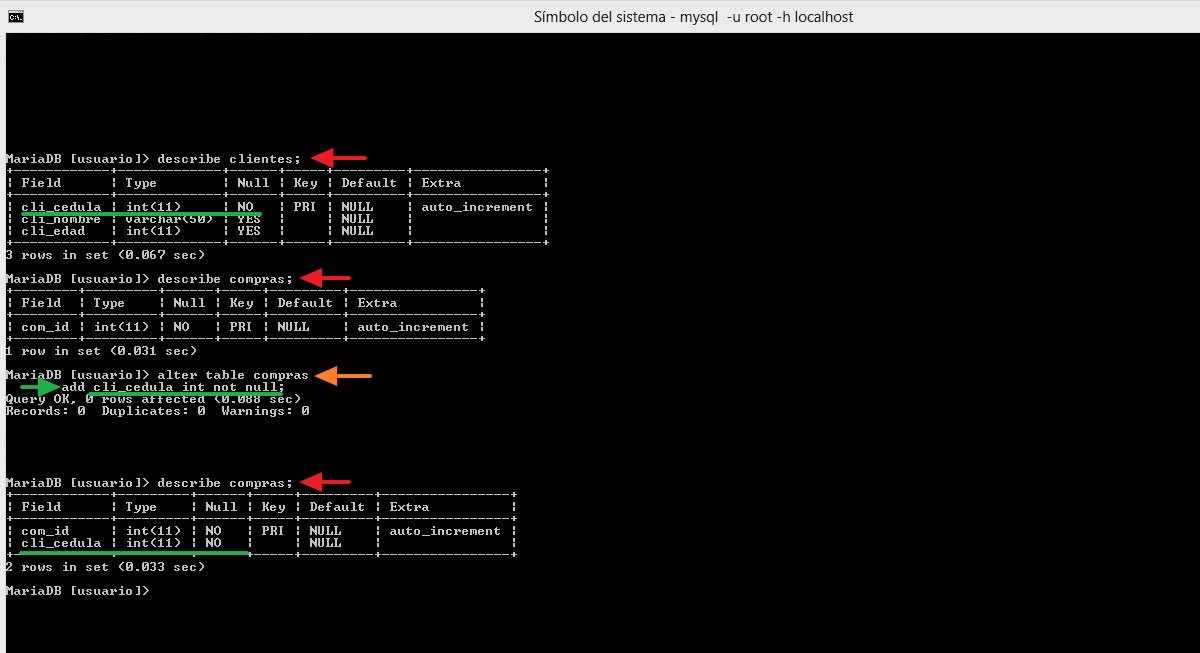 Símbolo del sistema - mysql -u root -h localhost
MariaDB [usuario]> describe clientes;
+-------------+-------------+------+-----+---------+----------------+
| Field       | Type        | Null | Key | Default | Extra          |
+-------------+-------------+------+-----+---------+----------------+
| cli_cedula  | int(11)     | NO   | PRI | NULL    | auto_increment |
| cli_nombre  | varchar(50) | YES  |     | NULL    |                |
| cli_edad    | int(11)     | YES  |     | NULL    |                |
+-------------+-------------+------+-----+---------+----------------+
3 rows in set (0.067 sec)
MariaDB [usuario]> describe compras;
+--------+---------+------+-----+---------+----------------+
| Field  | Type    | Null | Key | Default | Extra          |
+--------+---------+------+-----+---------+----------------+
| com_id | int(11) | NO   | PRI | NULL    | auto_increment |
+--------+---------+------+-----+---------+----------------+
1 row in set (0.031 sec)
MariaDB [usuario]> alter table compras
add cli_cedula int not null;
Query OK, 0 rows affected (0.088 sec)
Records: 0  Duplicates: 0  Warnings: 0
MariaDB [usuario]> describe compras;
+------------+---------+------+-----+---------+----------------+
| Field      | Type    | Null | Key | Default | Extra          |
+------------+---------+------+-----+---------+----------------+
| com_id     | int(11) | NO   | PRI | NULL    | auto_increment |
| cli_cedula | int(11) | NO   |     | NULL    |                |
+------------+---------+------+-----+---------+----------------+
2 rows in set (0.033 sec)
MariaDB [usuario]>